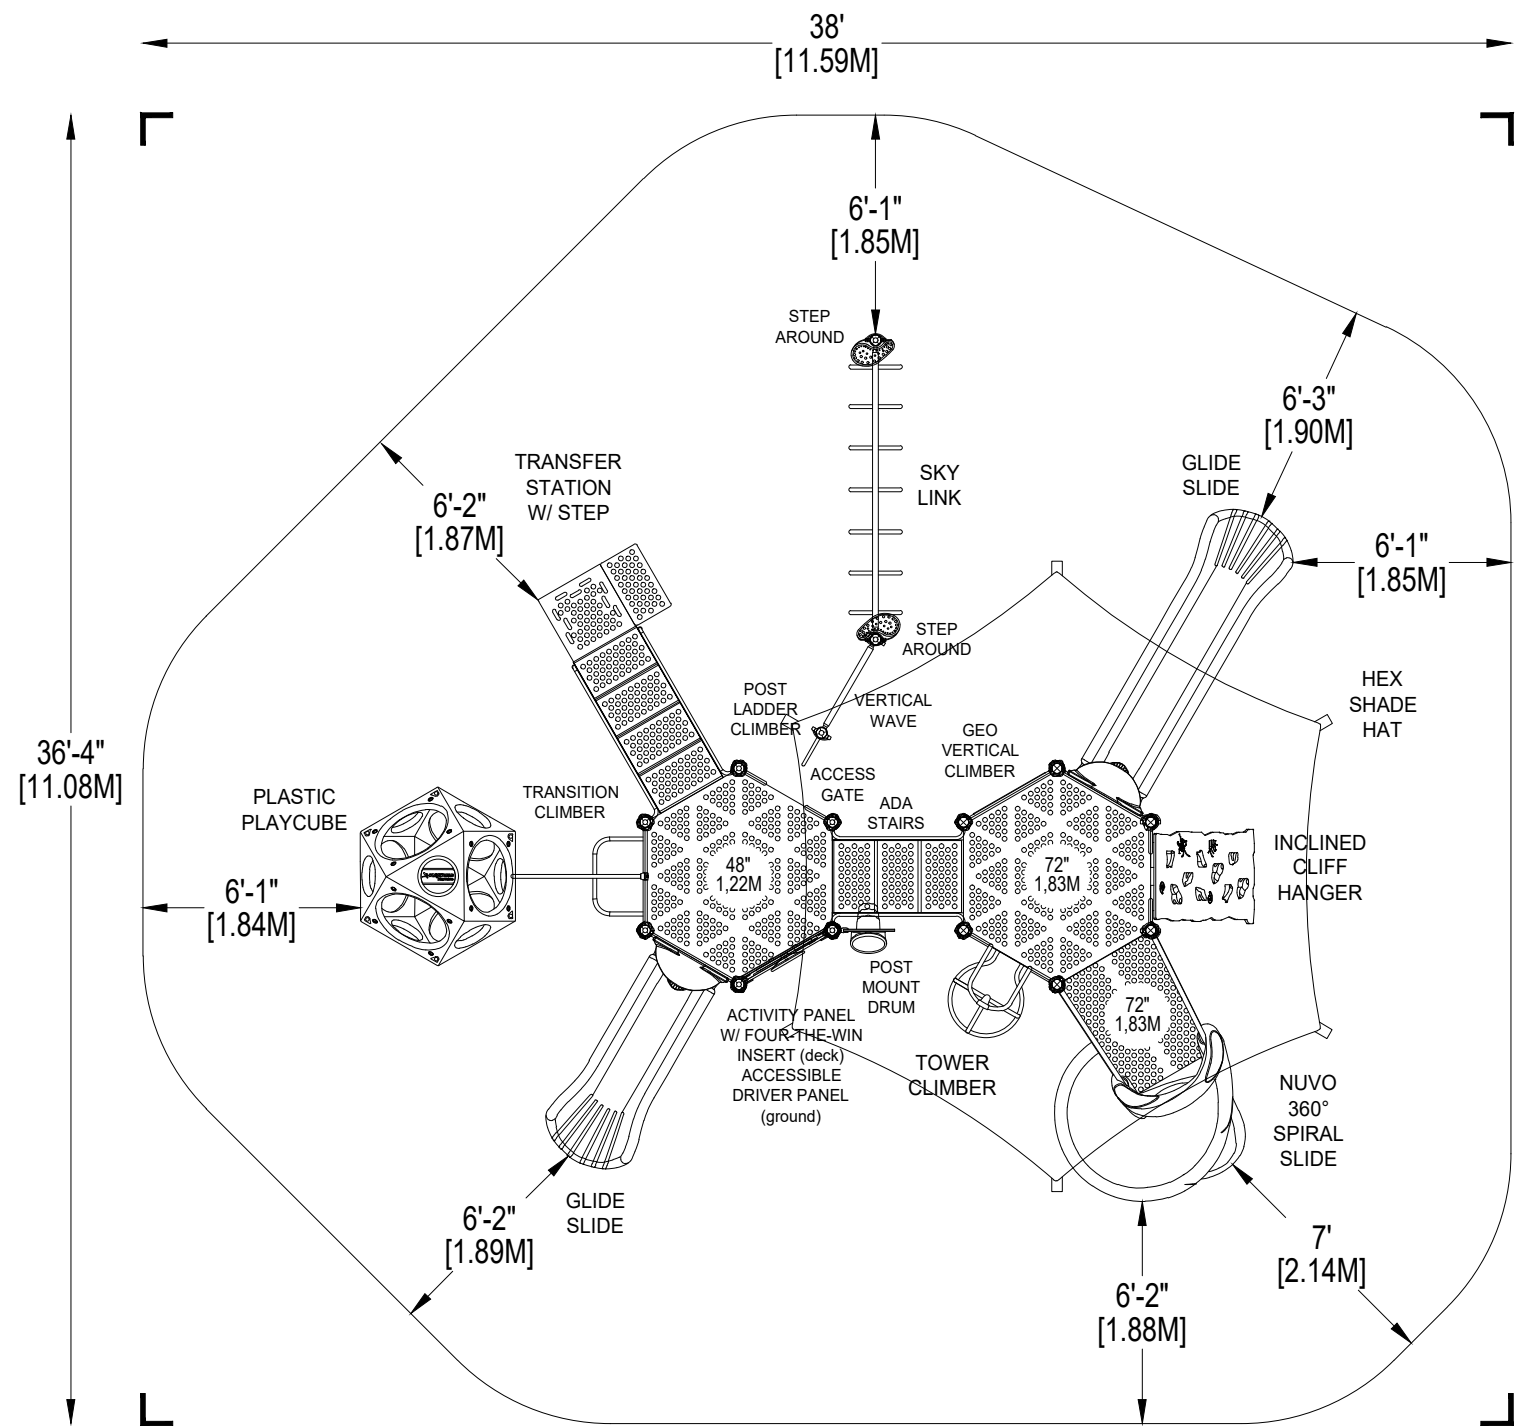 38'
[11.59M]
6'-1"
[1.85M]
STEP
AROUND
6'-3"
[1.90M]
GLIDE
SLIDE
TRANSFER
STATION
W/ STEP
SKY
LINK
6'-2"
[1.87M]
6'-1"
[1.85M]
STEP
AROUND
HEX
SHADE
HAT
POST
LADDER
CLIMBER
VERTICAL
WAVE
GEO
VERTICAL
CLIMBER
36'-4"
[11.08M]
PLASTIC
PLAYCUBE
TRANSITION
CLIMBER
ACCESS
GATE
ADA
STAIRS
48"
1,22M
72"
1,83M
INCLINED
CLIFF
HANGER
6'-1"
[1.84M]
POST
MOUNT
DRUM
72"
1,83M
ACTIVITY PANEL
W/ FOUR-THE-WIN
INSERT (deck)
ACCESSIBLE
DRIVER PANEL
(ground)
TOWER
CLIMBER
NUVO
360°
SPIRAL
SLIDE
GLIDE
SLIDE
6'-2"
[1.89M]
7'
[2.14M]
6'-2"
[1.88M]